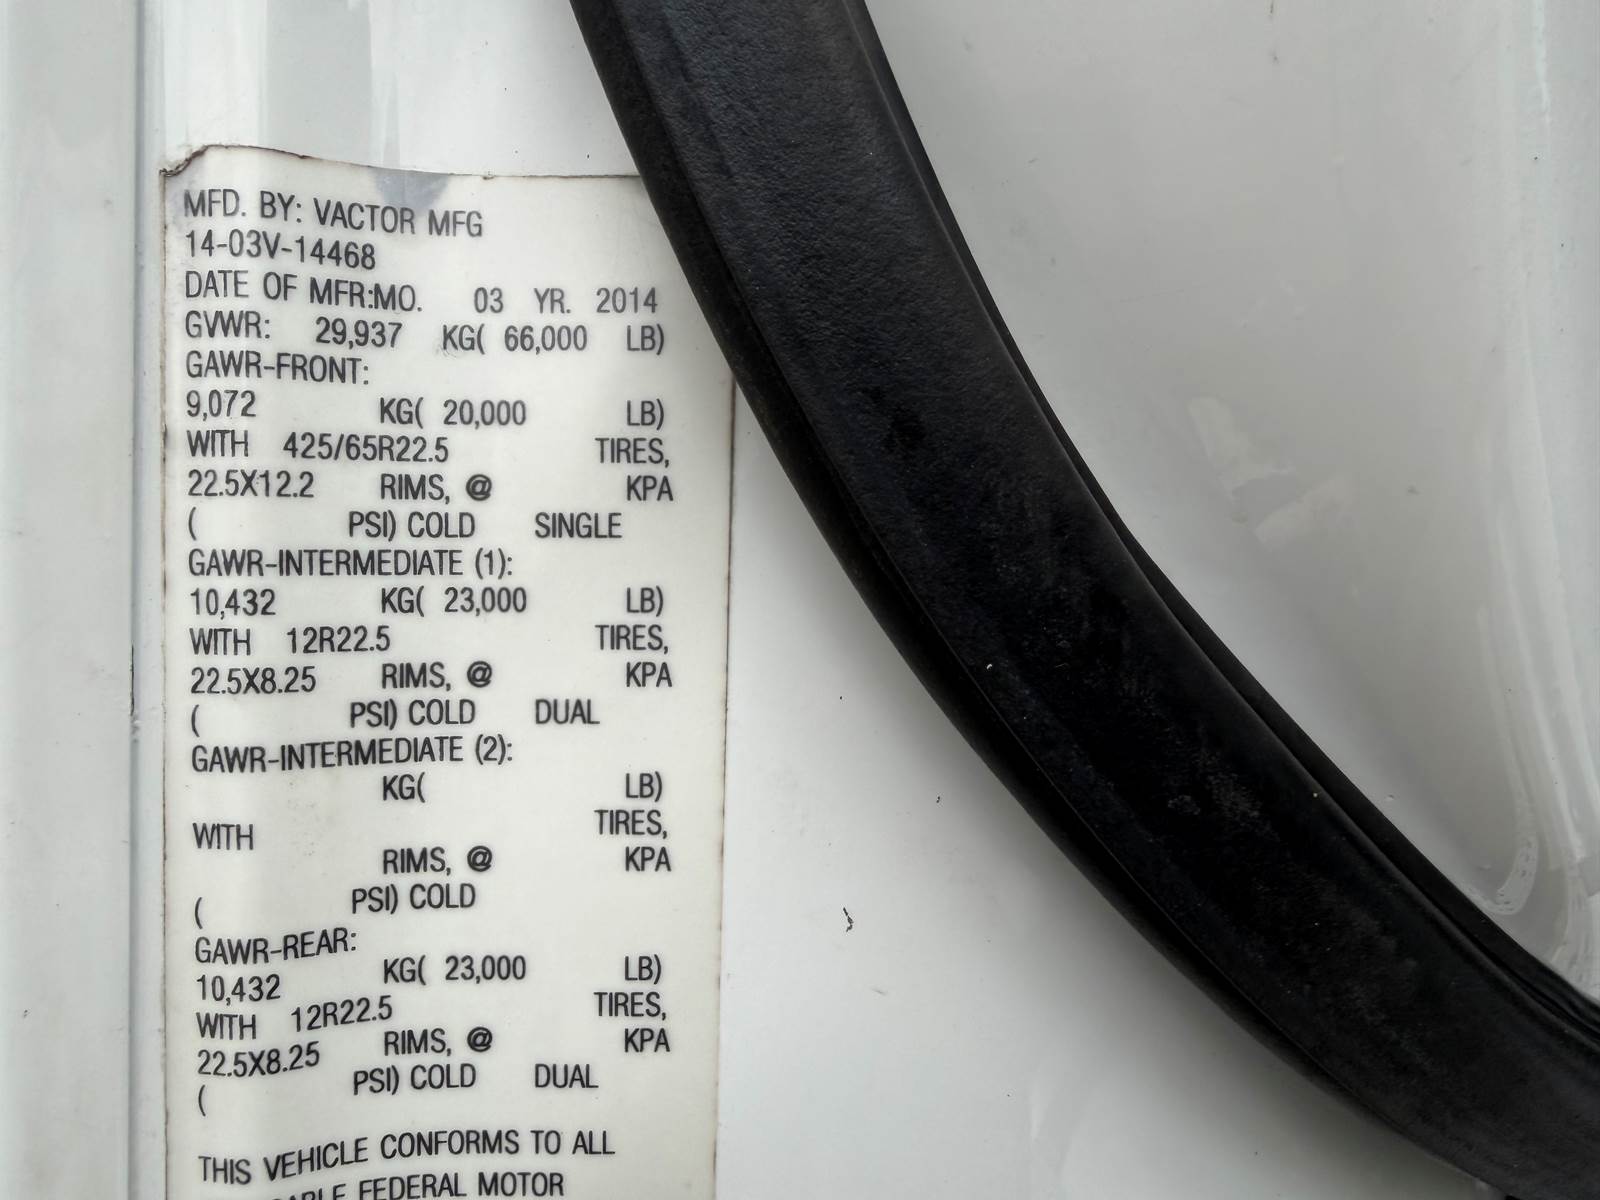 MFD. BY: VACTOR MFG
14-03V-14468
DATE OF MFR:MO. 03 YR. 2014
GVWR: 29,937 KG( 66,000 LB)
GAWR-FRONT:
9,072 KG( 20,000 LB)
WITH 425/65R22.5 TIRES,
22.5X12.2 RIMS, @ KPA
( PSI) COLD SINGLE
GAWR-INTERMEDIATE (1):
10,432 KG( 23,000 LB)
WITH 12R22.5 TIRES,
22.5X8.25 RIMS, @ KPA
( PSI) COLD DUAL
GAWR-INTERMEDIATE (2):
KG( LB)
WITH TIRES,
RIMS, @ KPA
( PSI) COLD
GAWR-REAR:
10,432 KG( 23,000 LB)
WITH 12R22.5 TIRES,
22.5X8.25 RIMS, @ KPA
( PSI) COLD DUAL
THIS VEHICLE CONFORMS TO ALL
FEDERAL MOTOR